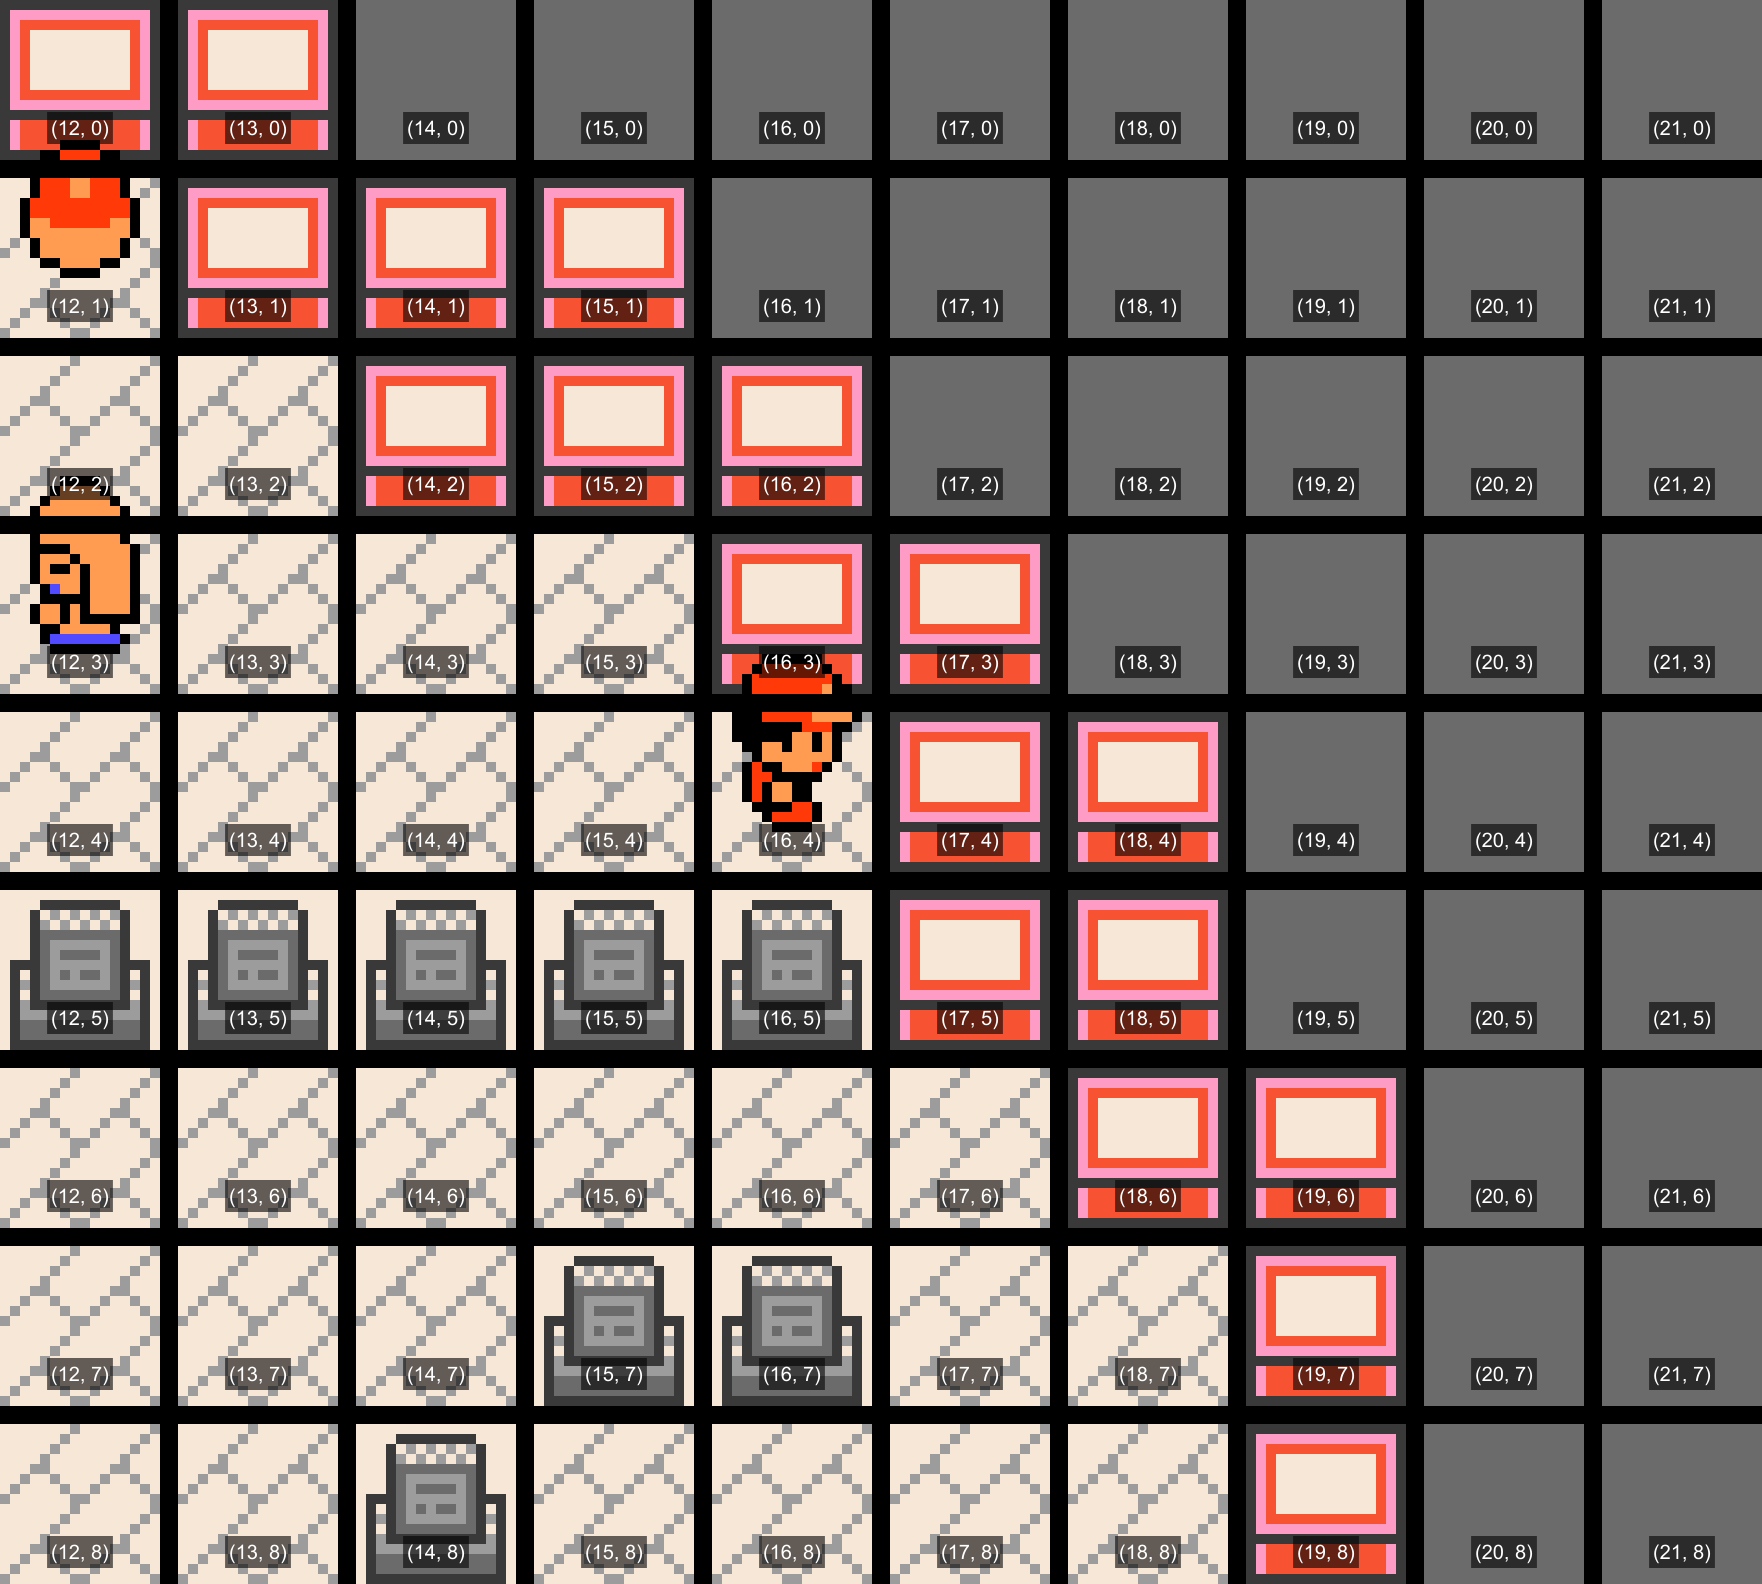 (12, 0) (13, 0) (14, 0) (15, 0) (16, 0) (17, 0) (18, 0) (19, 0) (20, 0) (21, 0)
(12, 1) (13, 1) (14, 1) (15, 1) (16, 1) (17, 1) (18, 1) (19, 1) (20, 1) (21, 1)
(12, 2) (13, 2) (14, 2) (15, 2) (16, 2) (17, 2) (18, 2) (19, 2) (20, 2) (21, 2)
(12, 3) (13, 3) (14, 3) (15, 3) (16, 3) (17, 3) (18, 3) (19, 3) (20, 3) (21, 3)
(12, 4) (13, 4) (14, 4) (15, 4) (16, 4) (17, 4) (18, 4) (19, 4) (20, 4) (21, 4)
(12, 5) (13, 5) (14, 5) (15, 5) (16, 5) (17, 5) (18, 5) (19, 5) (20, 5) (21, 5)
(12, 6) (13, 6) (14, 6) (15, 6) (16, 6) (17, 6) (18, 6) (19, 6) (20, 6) (21, 6)
(12, 7) (13, 7) (14, 7) (15, 7) (16, 7) (17, 7) (18, 7) (19, 7) (20, 7) (21, 7)
(12, 8) (13, 8) (14, 8) (15, 8) (16, 8) (17, 8) (18, 8) (19, 8) (20, 8) (21, 8)